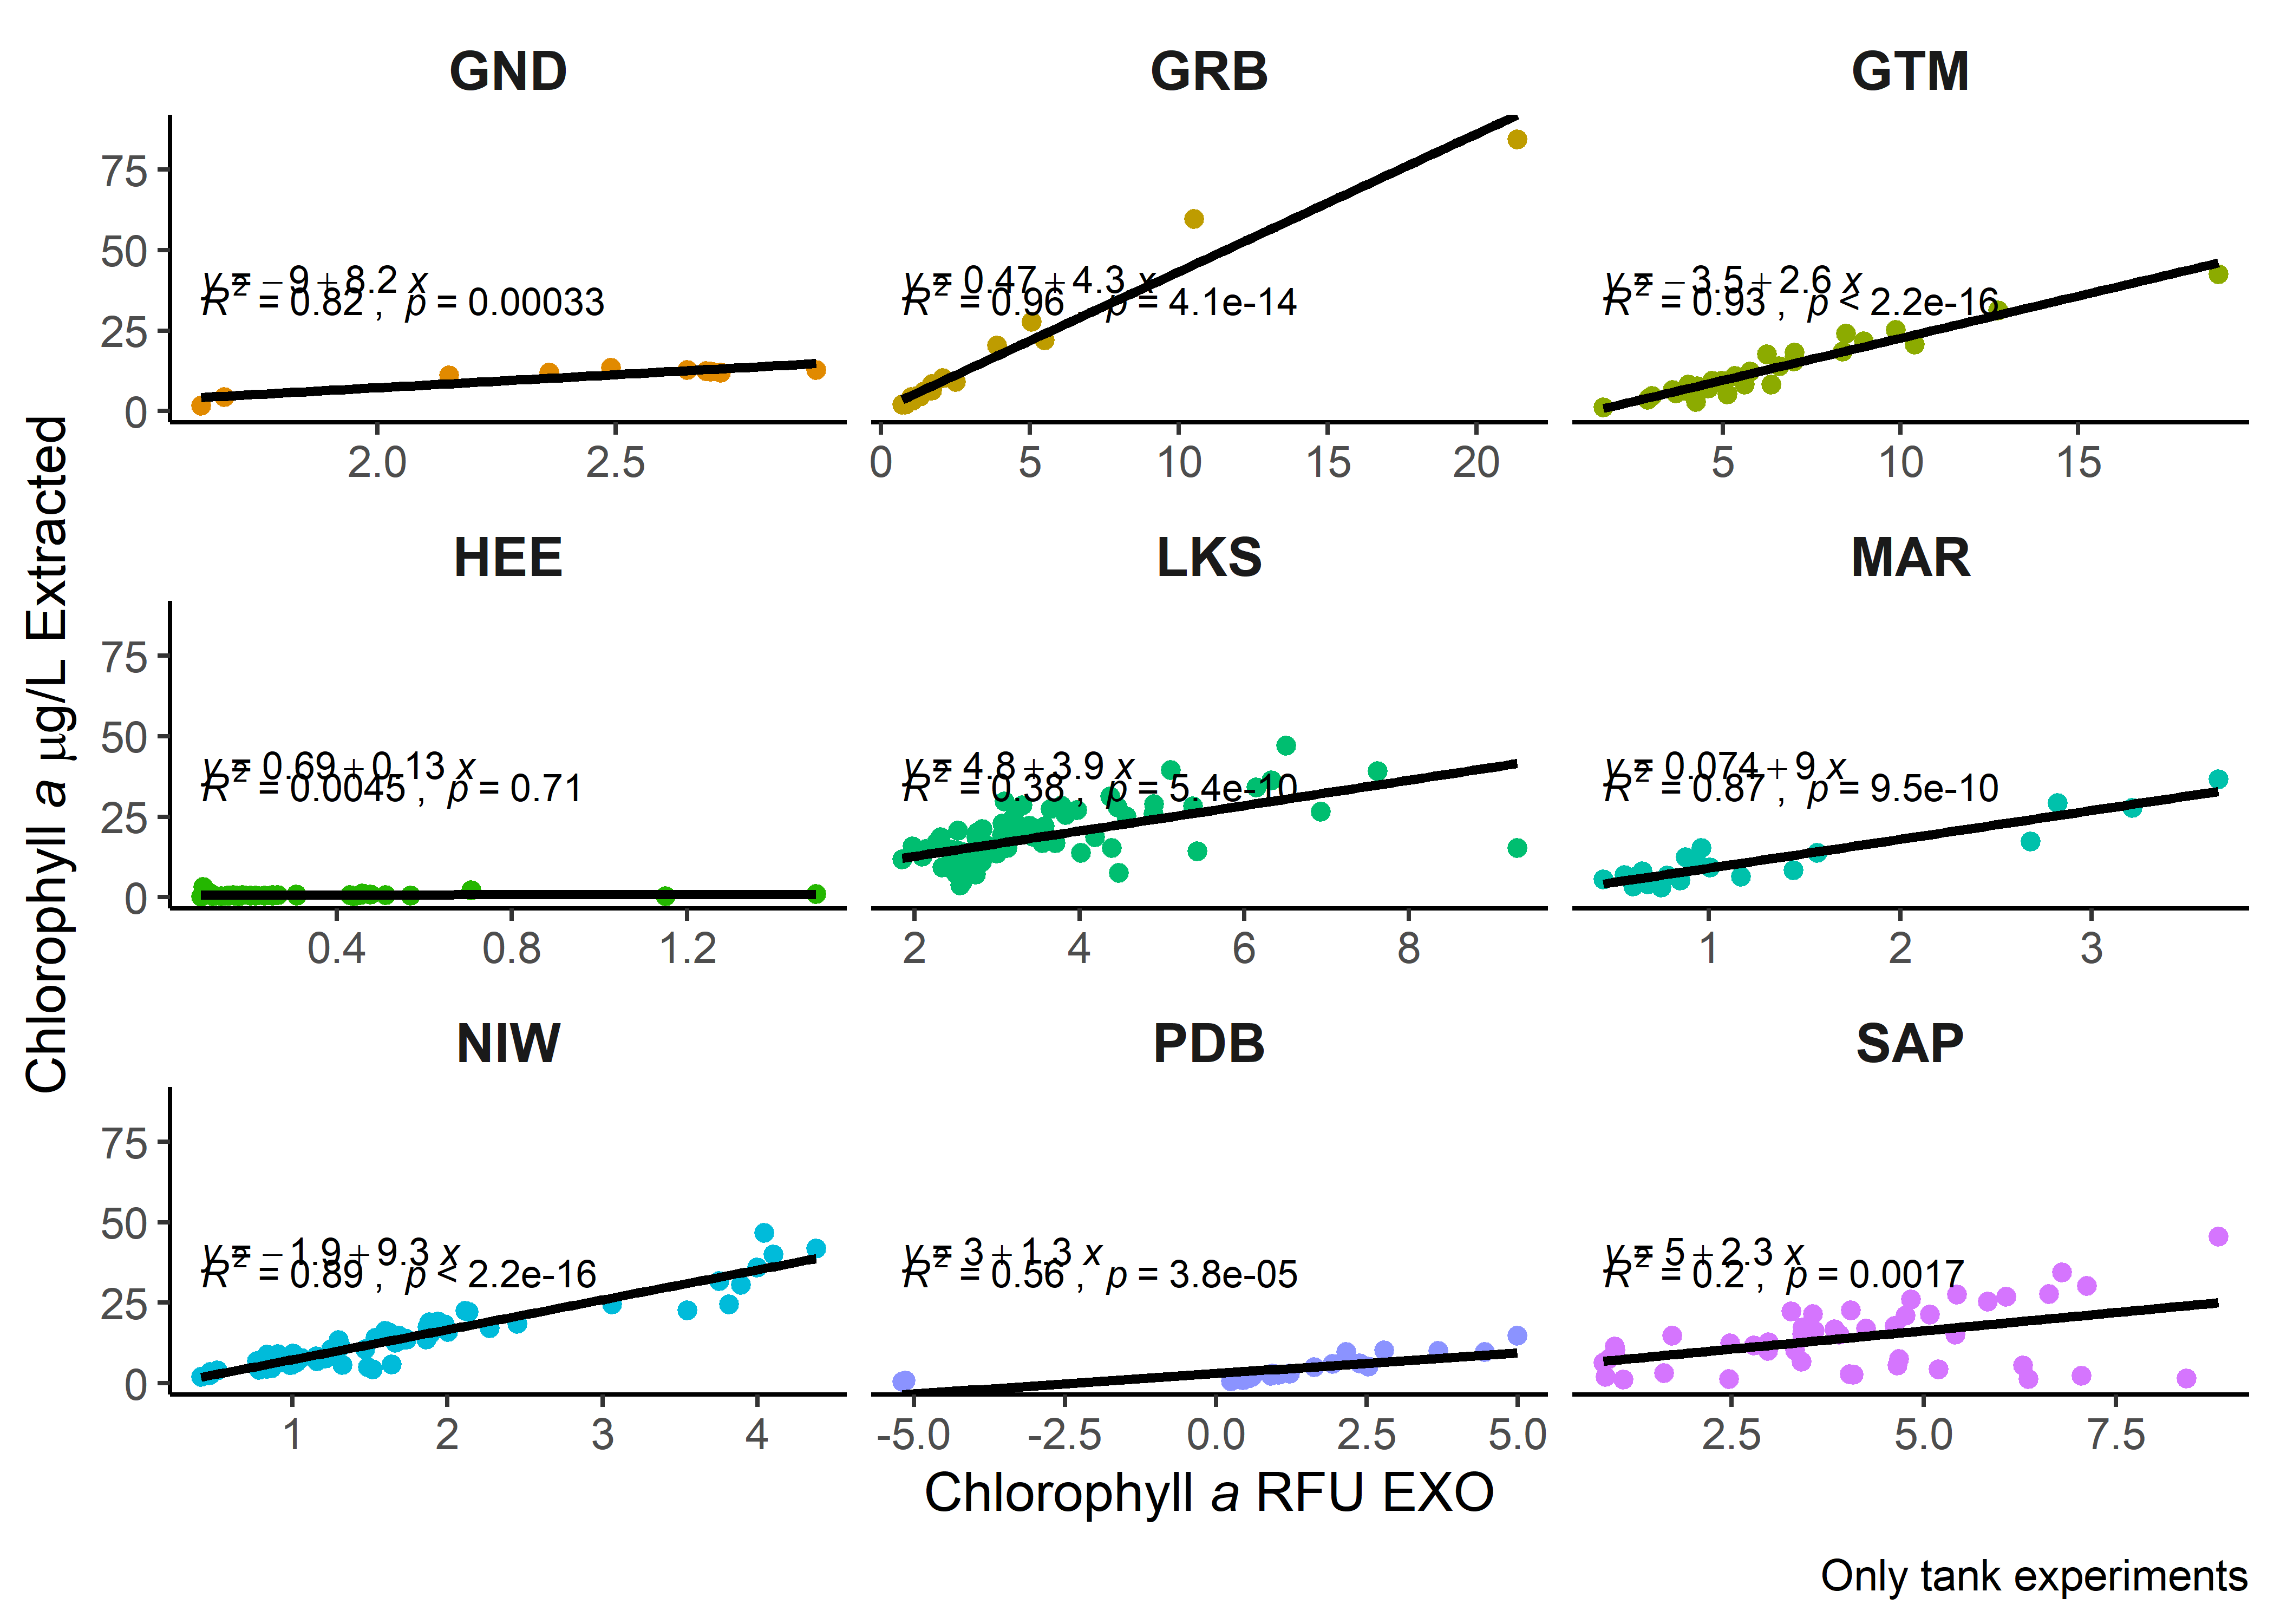 GND GRB GTM
75
50
25
0
y = −9 + 8.2 x
R² = 0.82 , p = 0.00033
y = 0.47 + 4.3 x
R² = 0.96 , p = 4.1e-14
y = −3.5 + 2.6 x
R² = 0.93 , p < 2.2e-16
2.0 2.5
0 5 10 15 20
5 10 15
HEE LKS MAR
75
50
25
0
y = 0.69 + 0.13 x
R² = 0.0045 , p = 0.71
y = 4.8 + 3.9 x
R² = 0.38 , p = 5.4e-10
y = 0.074 + 9 x
R² = 0.87 , p = 9.5e-10
0.4 0.8 1.2
2 4 6 8
1 2 3
Chlorophyll a µg/L Extracted
NIW PDB SAP
75
50
25
0
y = −1.9 + 9.3 x
R² = 0.89 , p < 2.2e-16
y = 3 + 1.3 x
R² = 0.56 , p = 3.8e-05
y = 5 + 2.3 x
R² = 0.2 , p = 0.0017
1 2 3 4
-5.0 -2.5 0.0 2.5 5.0
2.5 5.0 7.5
Chlorophyll a RFU EXO
Only tank experiments